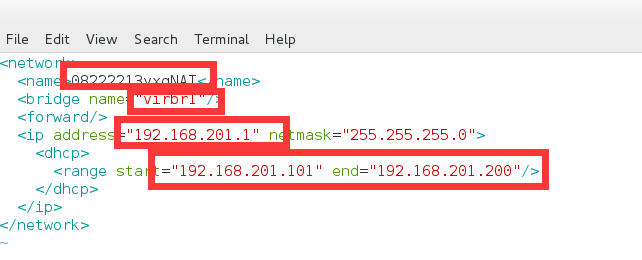 File Edit View Search Terminal Help
<network>
<name>08222213yxgNAT</name>
<bridge name="virbr1"/>
<forward/>
<ip address="192.168.201.1" netmask="255.255.255.0">
<dhcp>
<range start="192.168.201.101" end="192.168.201.200"/>
</dhcp>
</ip>
</network>
~